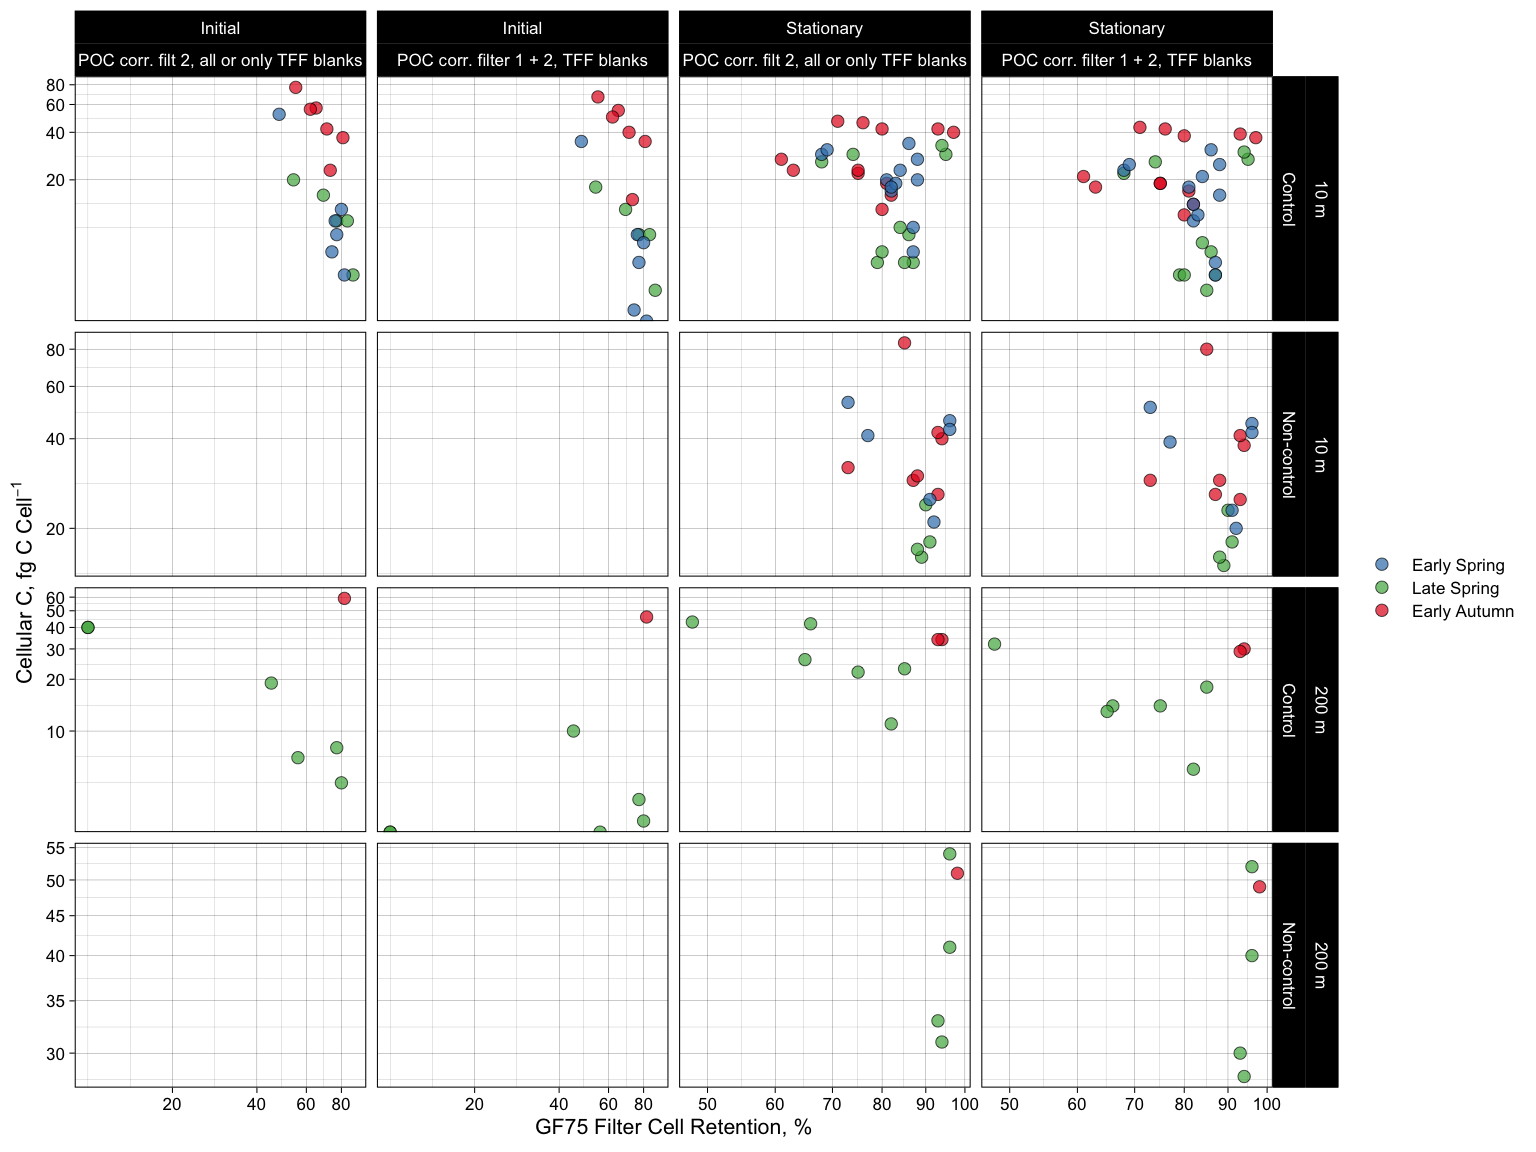 Initial
Initial
Stationary
Stationary
POC corr. filt 2, all or only TFF blanks
POC corr. filter 1 + 2, TFF blanks
POC corr. filt 2, all or only TFF blanks
POC corr. filter 1 + 2, TFF blanks
80
60
40
20
10 m
Control
80
60
40
20
10 m
Non-control
60
50
40
30
20
10
200 m
Control
55
50
45
40
35
30
200 m
Non-control
Cellular C, fg C Cell⁻¹
20 40 60 80
20 40 60 80
50 60 70 80 90 100
50 60 70 80 90 100
GF75 Filter Cell Retention, %
Early Spring
Late Spring
Early Autumn